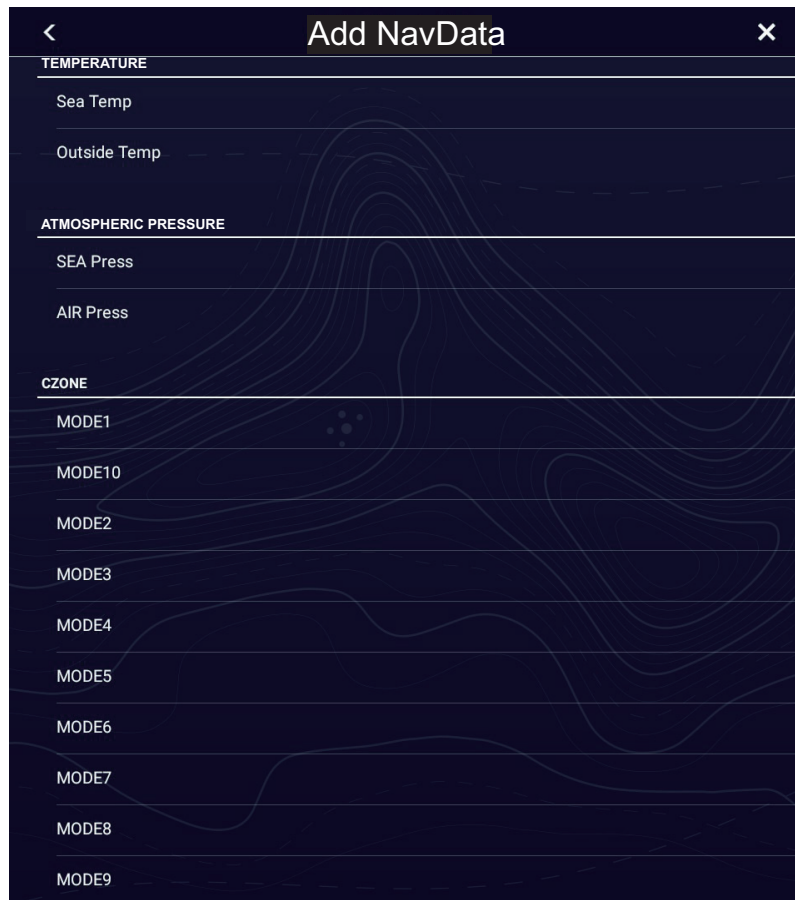 Add NavData
TEMPERATURE
Sea Temp
Outside Temp
ATMOSPHERIC PRESSURE
SEA Press
AIR Press
CZONE
MODE1
MODE10
MODE2
MODE3
MODE4
MODE5
MODE6
MODE7
MODE8
MODE9